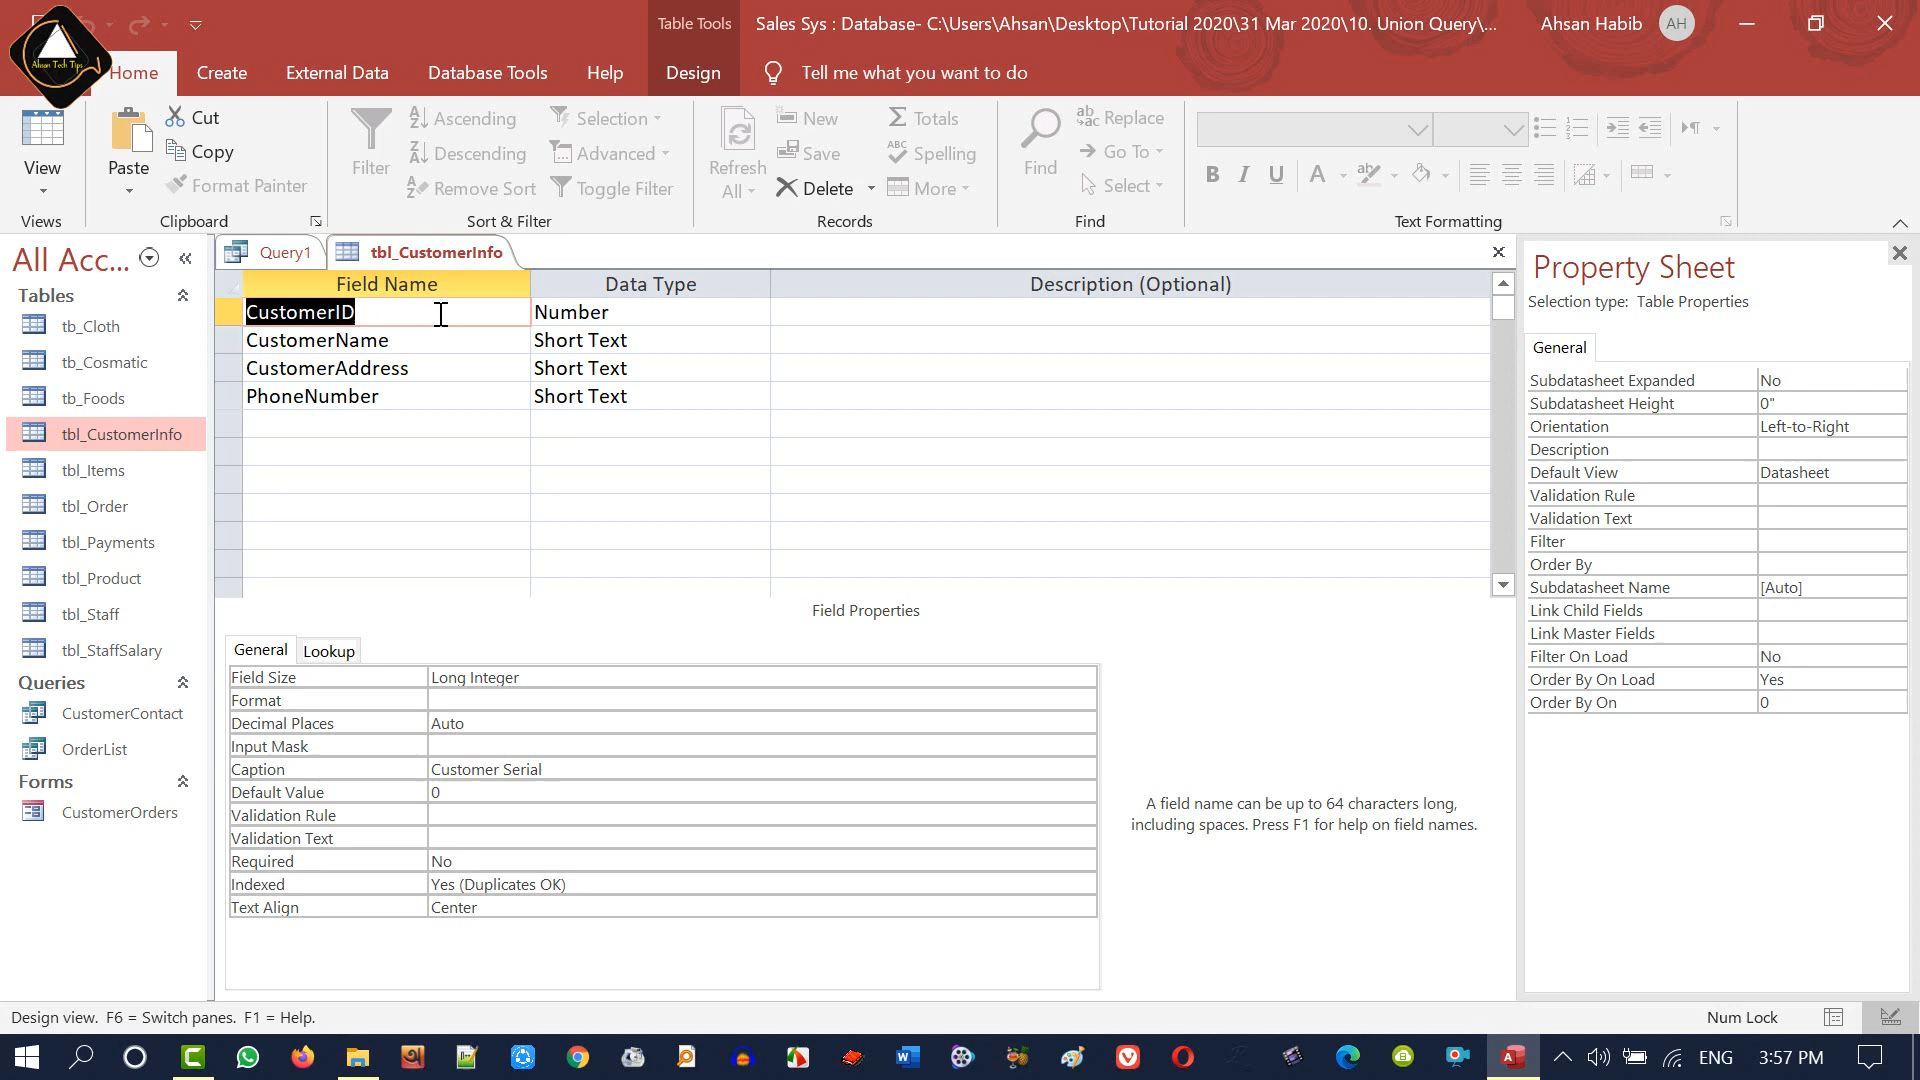 Table Tools
Sales Sys : Database- C:\Users\Ahsan\Desktop\Tutorial 2020\31 Mar 2020\10. Union Query\...
Ahsan Habib
AH
Ahsan Tech Tips
Home
Create
External Data
Database Tools
Help
Design
Tell me what you want to do
View
Views
Paste
Cut
Copy
Format Painter
Clipboard
Filter
Ascending
Descending
Remove Sort
Selection
Advanced
Toggle Filter
Sort & Filter
Refresh
All
New
Save
Delete
Totals
Spelling
More
Records
Find
Replace
Go To
Select
Find
B I U A
Text Formatting
All Acc...
Tables
tb_Cloth
tb_Cosmatic
tb_Foods
tbl_CustomerInfo
tbl_Items
tbl_Order
tbl_Payments
tbl_Product
tbl_Staff
tbl_StaffSalary
Queries
CustomerContact
OrderList
Forms
CustomerOrders
Query1
tbl_CustomerInfo
Field Name Data Type Description (Optional)
CustomerID Number
CustomerName Short Text
CustomerAddress Short Text
PhoneNumber Short Text
Field Properties
General Lookup
Field Size Long Integer
Format
Decimal Places Auto
Input Mask
Caption Customer Serial
Default Value 0
Validation Rule
Validation Text
Required No
Indexed Yes (Duplicates OK)
Text Align Center
A field name can be up to 64 characters long,
including spaces. Press F1 for help on field names.
Property Sheet
Selection type: Table Properties
General
Subdatasheet Expanded No
Subdatasheet Height 0"
Orientation Left-to-Right
Description
Default View Datasheet
Validation Rule
Validation Text
Filter
Order By
Subdatasheet Name [Auto]
Link Child Fields
Link Master Fields
Filter On Load No
Order By On Load Yes
Order By On 0
Design view. F6 = Switch panes. F1 = Help.
Num Lock
ENG
3:57 PM